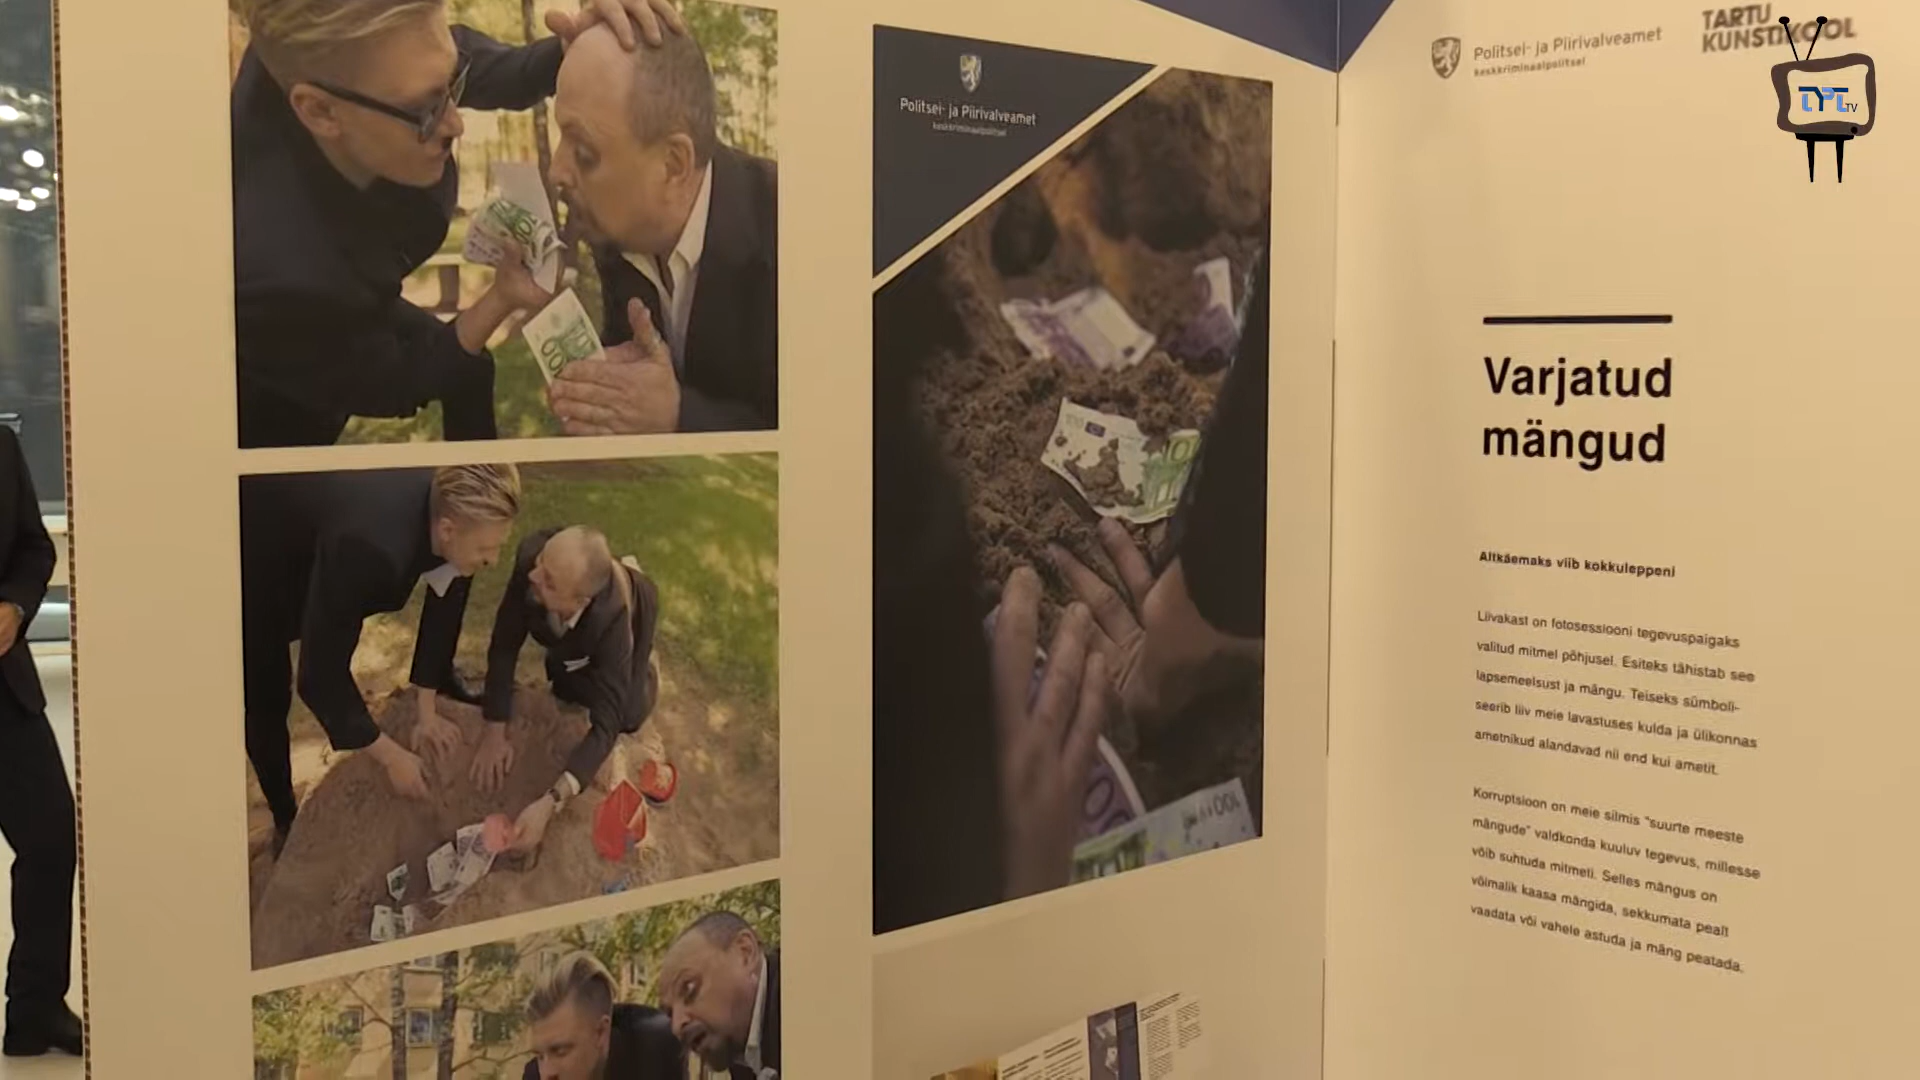 Politsei- ja Piirivalveamet
keskkriminaalpolitsei
Politsei- ja Piirivalveamet
keskkriminaalpolitsei
TARTU
KUNSTIKOOL
TV
Varjatud
mängud
Altkäemaks viib kokkuleppeni
Liivakast on fotosessiooni tegevuspaigaks
valitud mitmel põhjusel. Esiteks tähistab see
lapsemeelsust ja mängu. Teiseks sümboli-
seerib liiv meie lavastuses kulda ja ülikonnas
ametnikud alandavad nii end kui ametit.
Korruptsioon on meie silmis "suurte meeste
mängude" valdkonda kuuluv tegevus, millesse
võib suhtuda mitmeti. Selles mängus on
võimalik kaasa mängida, sekkumata pealt
vaadata või vahele astuda ja mäng peatada.
100
100